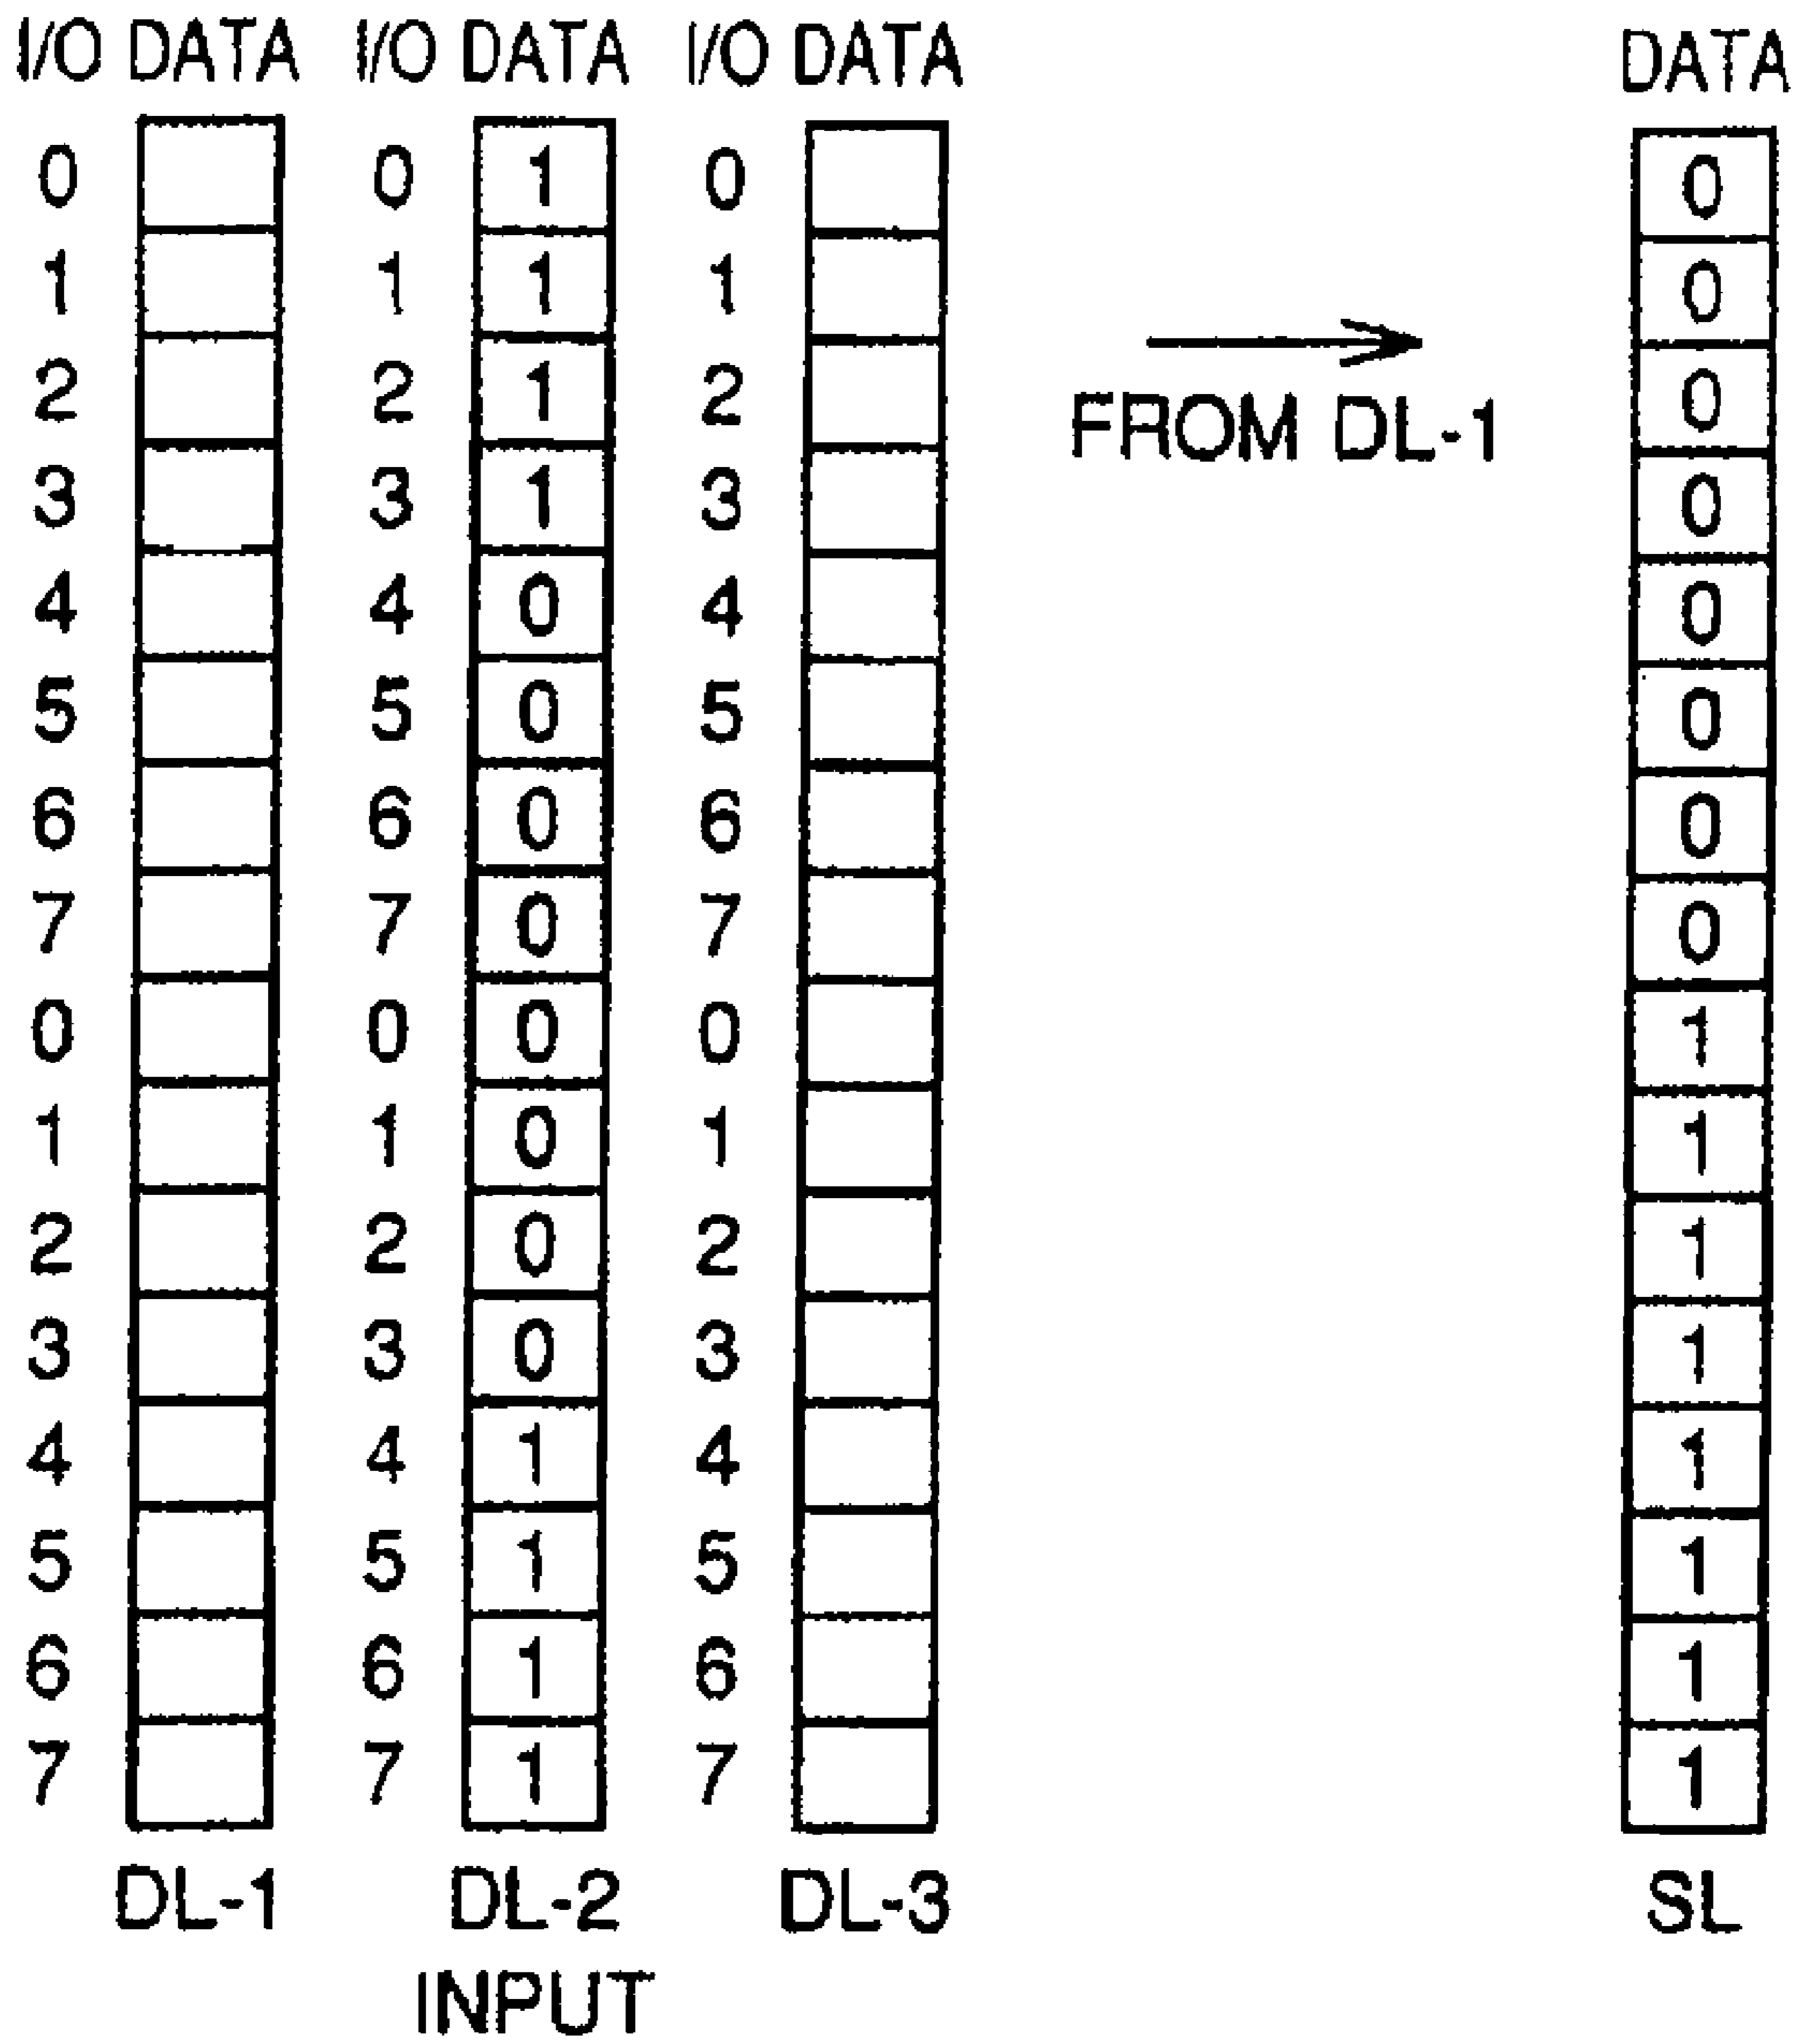 I/O DATA I/O DATA I/O DATA DATA
0 0 1 0 0
1 1 1 1 0
2 2 1 2 0
FROM DL-1
3 3 1 3 0
4 4 0 4 0
5 5 0 5 0
6 6 0 6 0
7 7 0 7 0
0 0 0 0 1
1 1 0 1 1
2 2 0 2 1
3 3 0 3 1
4 4 1 4 1
5 5 1 5 1
6 6 1 6 1
7 7 1 7 1
DL-1 DL-2 DL-3 SL
INPUT